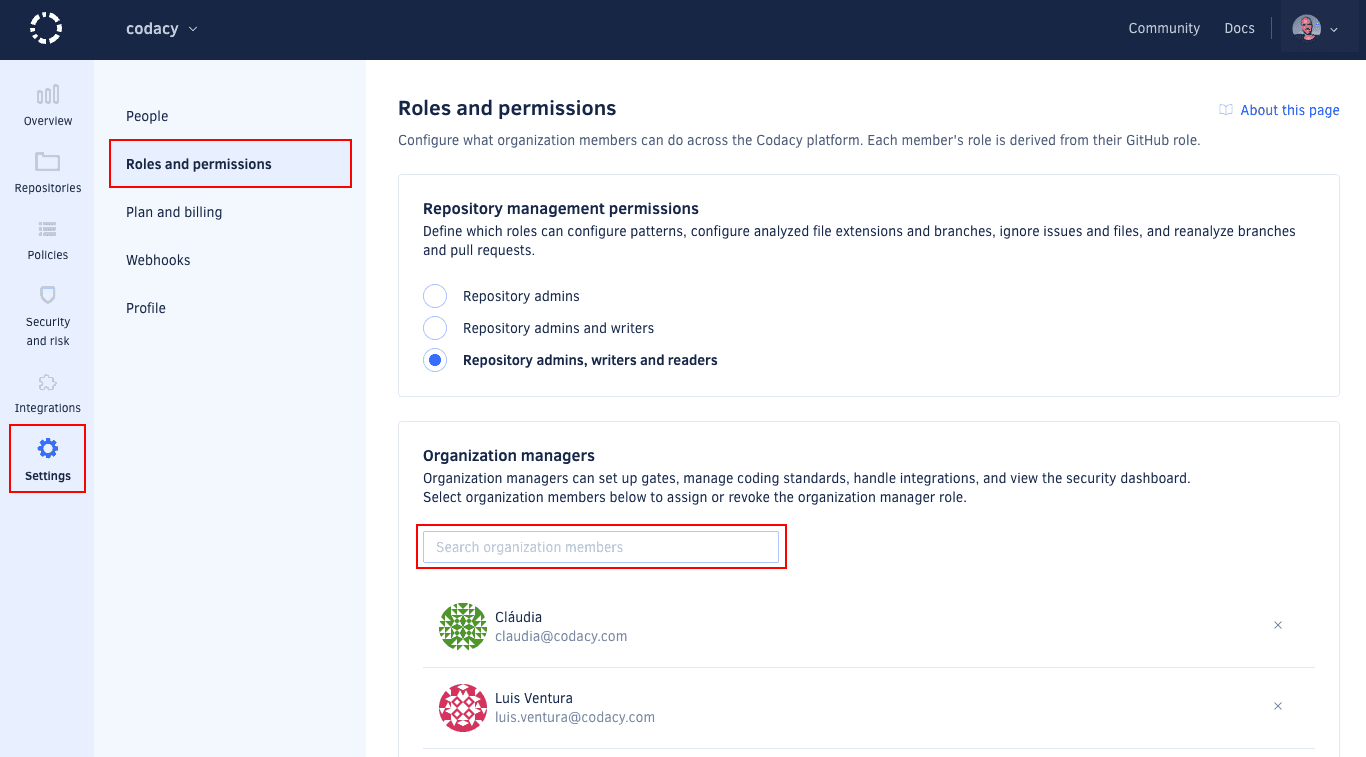 codacy
Community
Docs
Overview
Repositories
Policies
Security
and risk
Integrations
Settings
People
Roles and permissions
Plan and billing
Webhooks
Profile
Roles and permissions
About this page
Configure what organization members can do across the Codacy platform. Each member's role is derived from their GitHub role.
Repository management permissions
Define which roles can configure patterns, configure analyzed file extensions and branches, ignore issues and files, and reanalyze branches
and pull requests.
Repository admins
Repository admins and writers
Repository admins, writers and readers
Organization managers
Organization managers can set up gates, manage coding standards, handle integrations, and view the security dashboard.
Select organization members below to assign or revoke the organization manager role.
Search organization members
Cláudia
claudia@codacy.com
Luis Ventura
luis.ventura@codacy.com